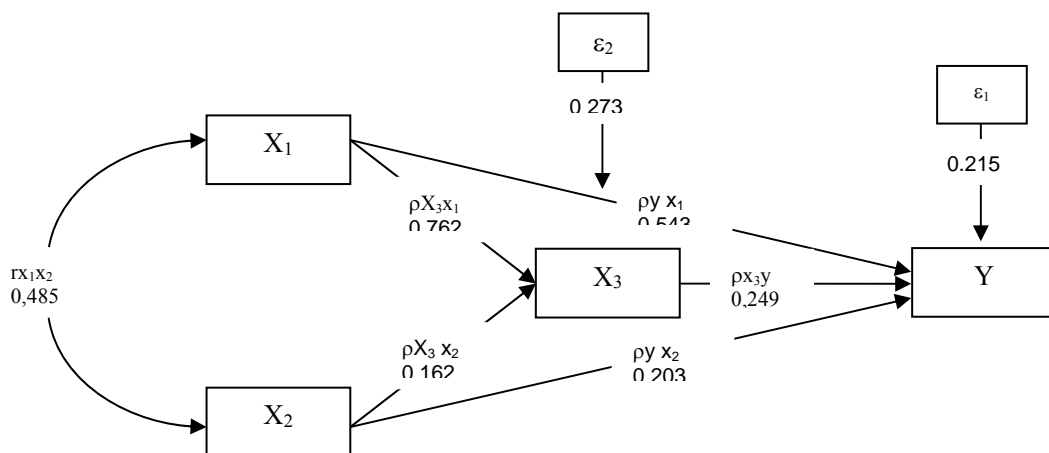 ε₂
0.273
ε₁
0.215
X₁
ρX₃x₁
0.762
ρy x₁
0.543
rx₁x₂
0,485
X₃
ρx₃y
0,249
Y
ρX₃ x₂
0.162
ρy x₂
0.203
X₂